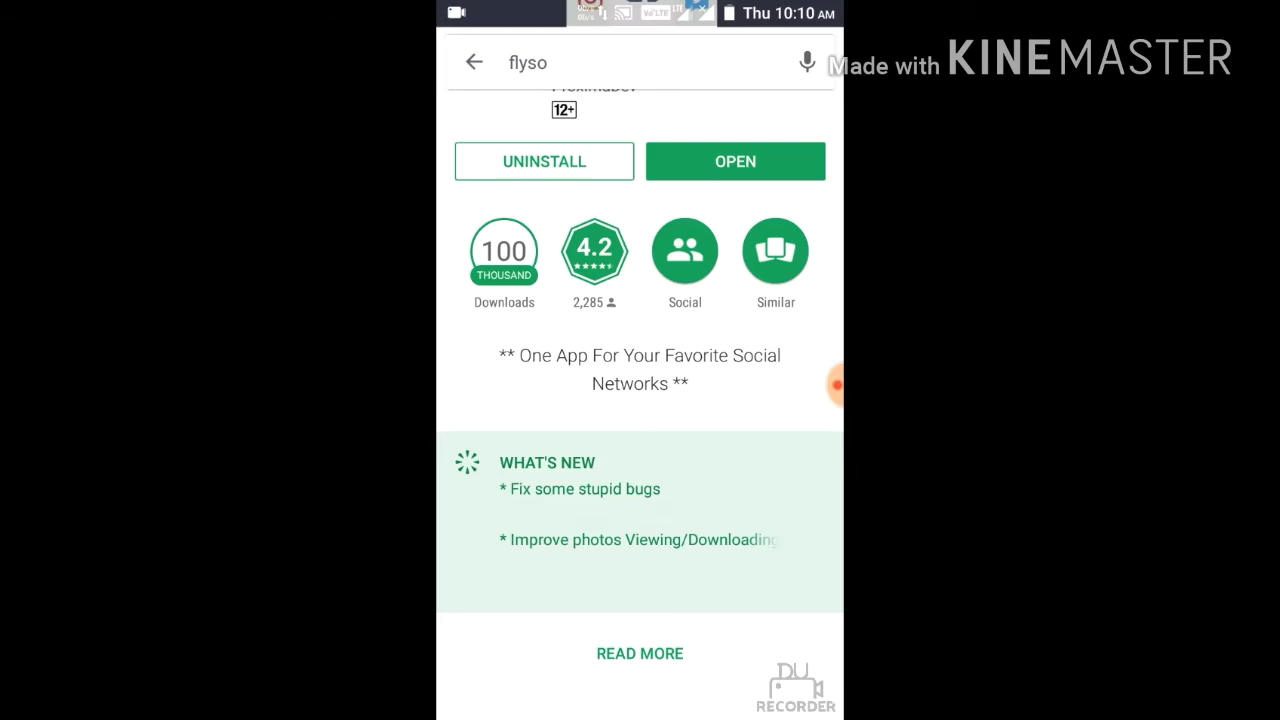 Thu 10:10 AM
flyso
Made with KINEMASTER
12+
UNINSTALL
OPEN
100
THOUSAND
4.2
Downloads
2,285
Social
Similar
** One App For Your Favorite Social
Networks **
WHAT'S NEW
* Fix some stupid bugs
* Improve photos Viewing/Downloading
READ MORE
DU
RECORDER